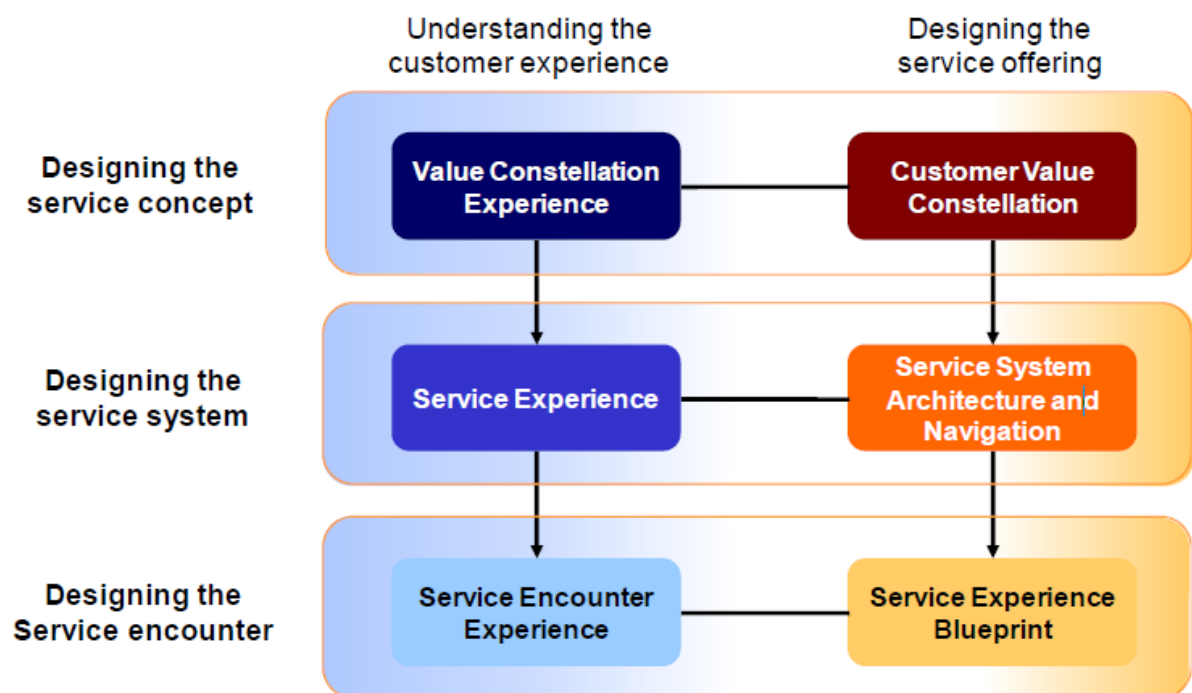 Understanding the
customer experience
Designing the
service offering
Designing the
service concept
Value Constellation
Experience
Customer Value
Constellation
Designing the
service system
Service Experience
Service System
Architecture and
Navigation
Designing the
Service encounter
Service Encounter
Experience
Service Experience
Blueprint